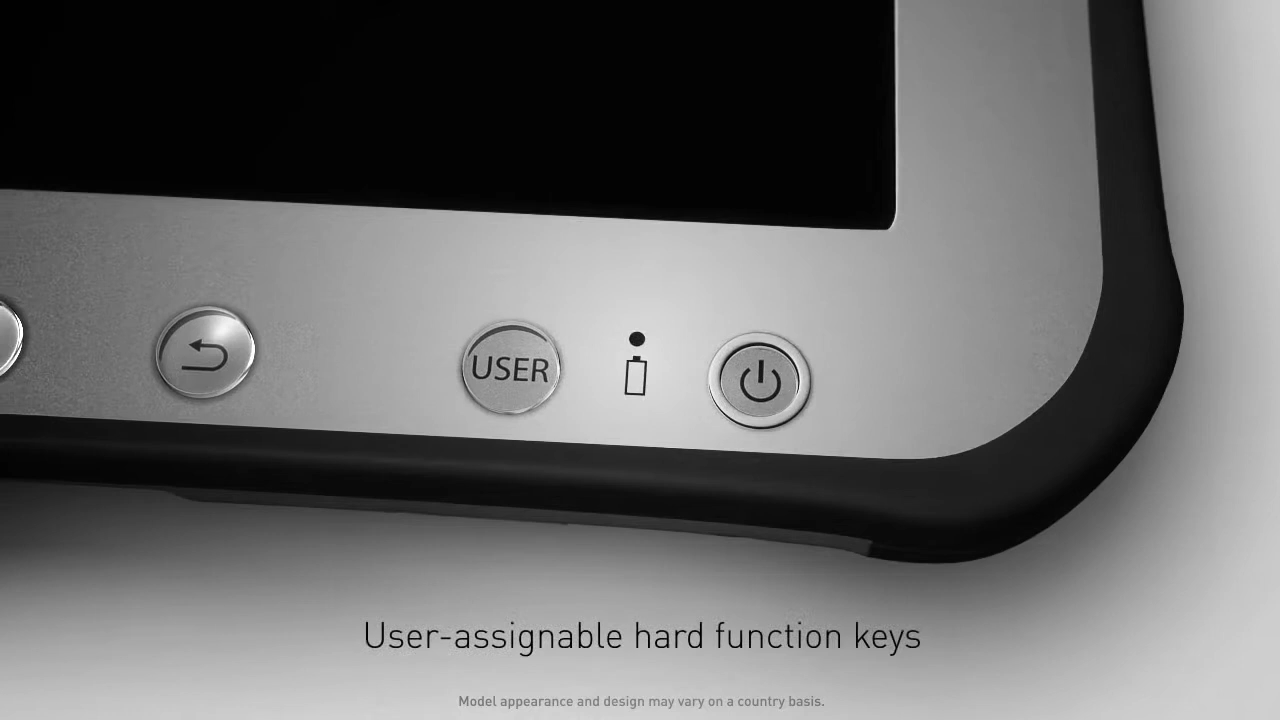 USER
User-assignable hard function keys
Model appearance and design may vary on a country basis.